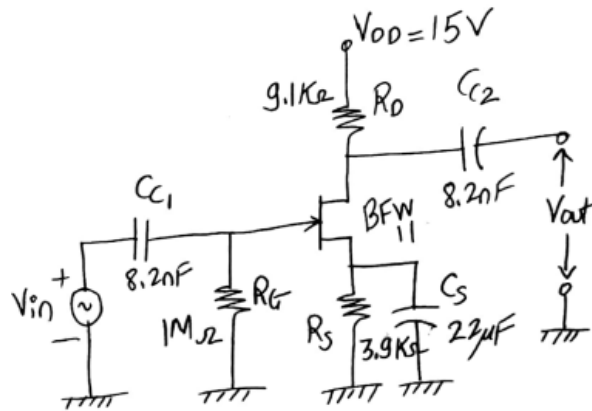 VDD = 15V
9.1KΩ
RD
CC2
8.2nF
CC1
8.2nF
BFW
11
Vout
+
Vin
−
RG
1MΩ
RS
3.9KΩ
CS
22μF